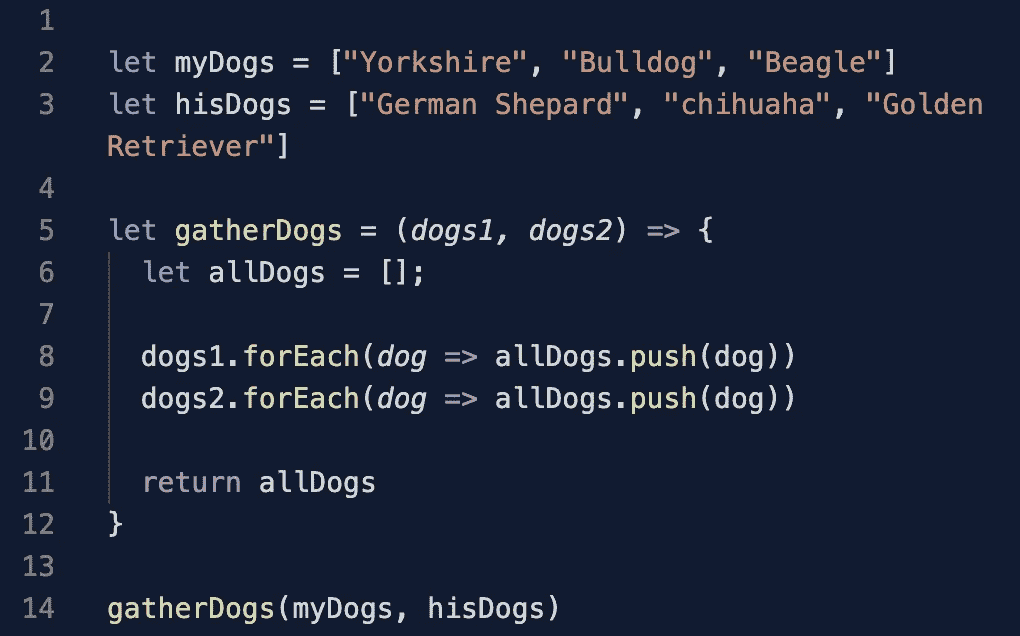 1
2 let myDogs = ["Yorkshire", "Bulldog", "Beagle"]
3 let hisDogs = ["German Shepard", "chihuaha", "Golden
Retriever"]
4
5 let gatherDogs = (dogs1, dogs2) => {
6 let allDogs = [];
7
8 dogs1.forEach(dog => allDogs.push(dog))
9 dogs2.forEach(dog => allDogs.push(dog))
10
11 return allDogs
12 }
13
14 gatherDogs(myDogs, hisDogs)